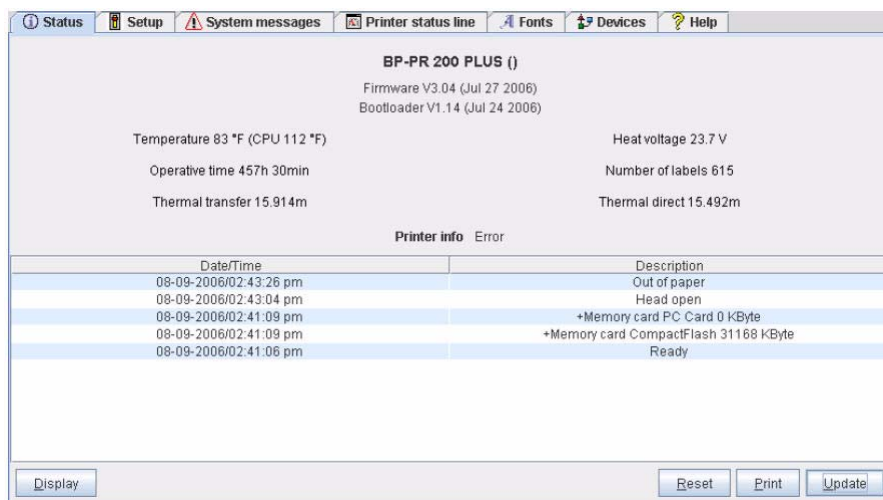 Status Setup System messages Printer status line Fonts Devices Help
BP-PR 200 PLUS ()
Firmware V3.04 (Jul 27 2006)
Bootloader V1.14 (Jul 24 2006)
Temperature 83 °F (CPU 112 °F) Heat voltage 23.7 V
Operative time 457h 30min Number of labels 615
Thermal transfer 15.914m Thermal direct 15.492m
Printer info Error
Date/Time Description
08-09-2006/02:43:26 pm Out of paper
08-09-2006/02:43:04 pm Head open
08-09-2006/02:41:09 pm +Memory card PC Card 0 KByte
08-09-2006/02:41:09 pm +Memory card CompactFlash 31168 KByte
08-09-2006/02:41:06 pm Ready
Display Reset Print Update